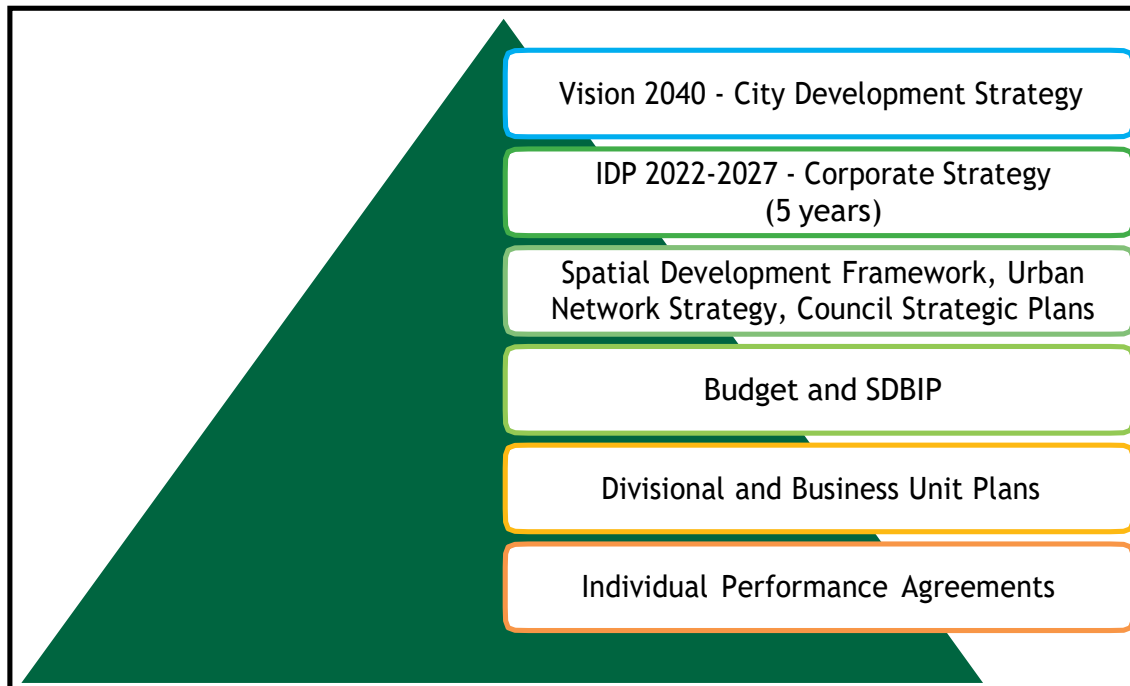 Vision 2040 - City Development Strategy
IDP 2022-2027 - Corporate Strategy
(5 years)
Spatial Development Framework, Urban
Network Strategy, Council Strategic Plans
Budget and SDBIP
Divisional and Business Unit Plans
Individual Performance Agreements